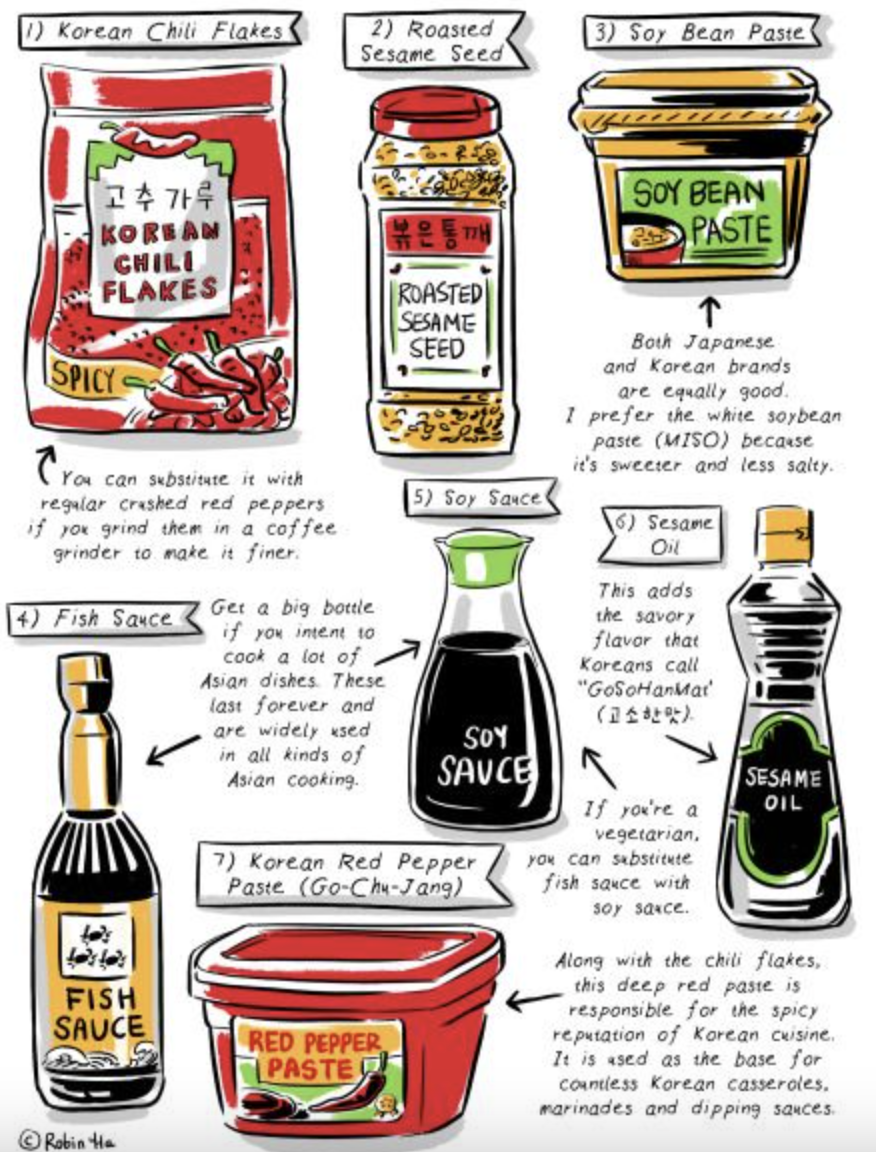 1) Korean Chili Flakes
고추가루
KOREAN
CHILI
FLAKES
SPICY
You can substitute it with
regular crushed red peppers
if you grind them in a coffee
grinder to make it finer.
2) Roasted
Sesame Seed
볶은통깨
ROASTED
SESAME
SEED
3) Soy Bean Paste
SOY BEAN
PASTE
Both Japanese
and Korean brands
are equally good.
I prefer the white soybean
paste (MISO) because
it's sweeter and less salty.
4) Fish Sauce
FISH
SAUCE
Get a big bottle
if you intent to
cook a lot of
Asian dishes. These
last forever and
are widely used
in all kinds of
Asian cooking.
5) Soy Sauce
SOY
SAUCE
If you're a
vegetarian,
you can substitute
fish sauce with
soy sauce.
6) Sesame
Oil
This adds
the savory
flavor that
Koreans call
"GoSoHanMat'
(고소한맛).
SESAME
OIL
7) Korean Red Pepper
Paste (Go-Chu-Jang)
RED PEPPER
PASTE
Along with the chili flakes,
this deep red paste is
responsible for the spicy
reputation of Korean cuisine.
It is used as the base for
countless Korean casseroles,
marinades and dipping sauces.
© Robin Ha